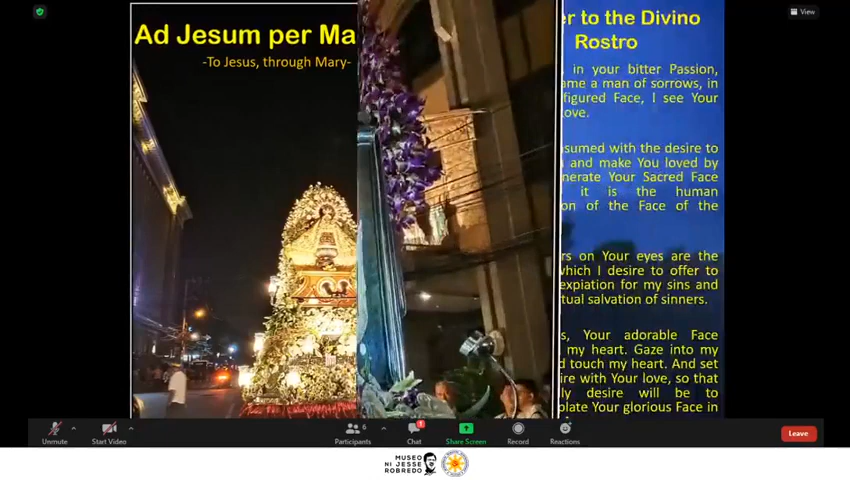 View
Ad Jesum per Ma
-To Jesus, through Mary-
er to the Divino
Rostro
in your bitter Passion,
ame a man of sorrows, in
figured Face, I see Your
ove.
sumed with the desire to
and make You loved by
nerate Your Sacred Face
it is the human
on of the Face of the
rs on Your eyes are the
which I desire to offer to
expiation for my sins and
tual salvation of sinners.
s, Your adorable Face
my heart. Gaze into my
d touch my heart. And set
ire with Your love, so that
ly desire will be to
plate Your glorious Face in
Unmute
Start Video
Participants
6
Chat
1
Share Screen
Record
Reactions
Leave
MUSEO
NI JESSE
ROBREDO